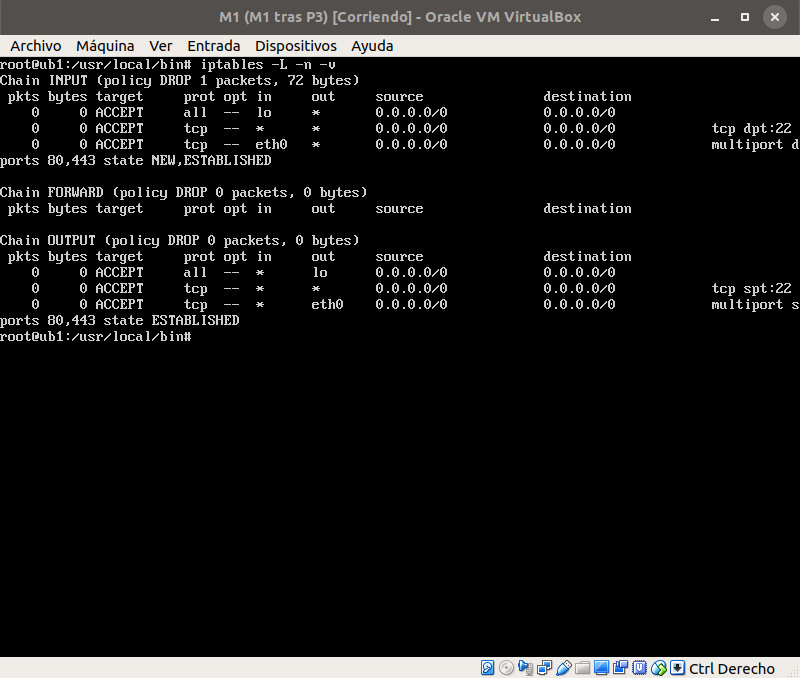 M1 (M1 tras P3) [Corriendo] - Oracle VM VirtualBox
Archivo Máquina Ver Entrada Dispositivos Ayuda
root@ub1:/usr/local/bin# iptables -L -n -v
Chain INPUT (policy DROP 1 packets, 72 bytes)
pkts bytes target prot opt in out source destination
0 0 ACCEPT all -- lo * 0.0.0.0/0 0.0.0.0/0
0 0 ACCEPT tcp -- * * 0.0.0.0/0 0.0.0.0/0 tcp dpt:22
0 0 ACCEPT tcp -- eth0 * 0.0.0.0/0 0.0.0.0/0 multiport d
ports 80,443 state NEW,ESTABLISHED
Chain FORWARD (policy DROP 0 packets, 0 bytes)
pkts bytes target prot opt in out source destination
Chain OUTPUT (policy DROP 0 packets, 0 bytes)
pkts bytes target prot opt in out source destination
0 0 ACCEPT all -- * lo 0.0.0.0/0 0.0.0.0/0
0 0 ACCEPT tcp -- * * 0.0.0.0/0 0.0.0.0/0 tcp spt:22
0 0 ACCEPT tcp -- * eth0 0.0.0.0/0 0.0.0.0/0 multiport s
ports 80,443 state ESTABLISHED
root@ub1:/usr/local/bin#
Ctrl Derecho